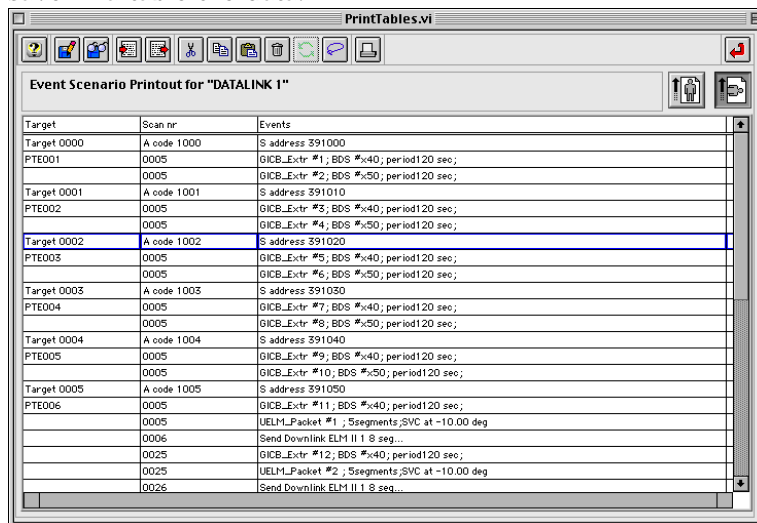 PrintTables.vi
Event Scenario Printout for "DATALINK 1"
Target Scan nr Events
Target 0000 A code 1000 S address 391000
PTE001 0005 GICB_Extr #1; BDS #x40; period120 sec;
0005 GICB_Extr #2; BDS #x50; period120 sec;
Target 0001 A code 1001 S address 391010
PTE002 0005 GICB_Extr #3; BDS #x40; period120 sec;
0005 GICB_Extr #4; BDS #x50; period120 sec;
Target 0002 A code 1002 S address 391020
PTE003 0005 GICB_Extr #5; BDS #x40; period120 sec;
0005 GICB_Extr #6; BDS #x50; period120 sec;
Target 0003 A code 1003 S address 391030
PTE004 0005 GICB_Extr #7; BDS #x40; period120 sec;
0005 GICB_Extr #8; BDS #x50; period120 sec;
Target 0004 A code 1004 S address 391040
PTE005 0005 GICB_Extr #9; BDS #x40; period120 sec;
0005 GICB_Extr #10; BDS #x50; period120 sec;
Target 0005 A code 1005 S address 391050
PTE006 0005 GICB_Extr #11; BDS #x40; period120 sec;
0005 UELM_Packet #1 ; 5segments;SVC at -10.00 deg
0006 Send Downlink ELM II 1 8 seg...
0025 GICB_Extr #12; BDS #x40; period120 sec;
0025 UELM_Packet #2 ; 5segments;SVC at -10.00 deg
0026 Send Downlink ELM II 1 8 seg...